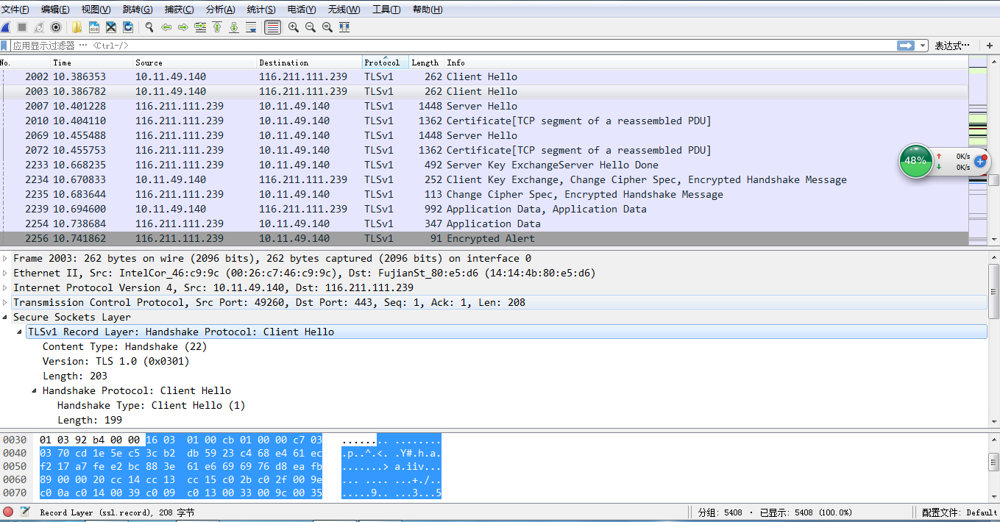 文件(F) 编辑(E) 视图(V) 跳转(G) 捕获(C) 分析(A) 统计(S) 电话(Y) 无线(W) 工具(T) 帮助(H)
应用显示过滤器 … <Ctrl-/> 表达式… +
No. Time Source Destination Protocol Length Info
2002 10.386353 10.11.49.140 116.211.111.239 TLSv1 262 Client Hello
2003 10.386782 10.11.49.140 116.211.111.239 TLSv1 262 Client Hello
2007 10.401228 116.211.111.239 10.11.49.140 TLSv1 1448 Server Hello
2010 10.404110 116.211.111.239 10.11.49.140 TLSv1 1362 Certificate[TCP segment of a reassembled PDU]
2069 10.455488 116.211.111.239 10.11.49.140 TLSv1 1448 Server Hello
2072 10.455753 116.211.111.239 10.11.49.140 TLSv1 1362 Certificate[TCP segment of a reassembled PDU]
2233 10.668235 116.211.111.239 10.11.49.140 TLSv1 492 Server Key ExchangeServer Hello Done
2234 10.670833 10.11.49.140 116.211.111.239 TLSv1 252 Client Key Exchange, Change Cipher Spec, Encrypted Handshake Message
2235 10.683644 116.211.111.239 10.11.49.140 TLSv1 113 Change Cipher Spec, Encrypted Handshake Message
2239 10.694600 10.11.49.140 116.211.111.239 TLSv1 992 Application Data, Application Data
2254 10.738684 116.211.111.239 10.11.49.140 TLSv1 347 Application Data
2256 10.741862 116.211.111.239 10.11.49.140 TLSv1 91 Encrypted Alert
48% 0K/s
0K/s
Frame 2003: 262 bytes on wire (2096 bits), 262 bytes captured (2096 bits) on interface 0
Ethernet II, Src: IntelCor_46:c9:9c (00:26:c7:46:c9:9c), Dst: FujianSt_80:e5:d6 (14:14:4b:80:e5:d6)
Internet Protocol Version 4, Src: 10.11.49.140, Dst: 116.211.111.239
Transmission Control Protocol, Src Port: 49260, Dst Port: 443, Seq: 1, Ack: 1, Len: 208
Secure Sockets Layer
TLSv1 Record Layer: Handshake Protocol: Client Hello
Content Type: Handshake (22)
Version: TLS 1.0 (0x0301)
Length: 203
Handshake Protocol: Client Hello
Handshake Type: Client Hello (1)
Length: 199
0030 01 03 92 b4 00 00 16 03 01 00 cb 01 00 00 c7 03 ........ ........
0040 03 70 cd 1e 5e c5 3c b2 db 59 23 c4 68 e4 61 ec .p..^.<. .Y#.h.a.
0050 f2 17 a7 fe e2 bc 88 3e 61 e6 69 69 76 d8 ea fb .......> a.iiv...
0060 89 00 00 20 cc 14 cc 13 cc 15 c0 2b c0 2f 00 9e ... .... ...+./..
0070 c0 0a c0 14 00 39 c0 09 c0 13 00 33 00 9c 00 35 .....9.. ...3...5
Record Layer (ssl.record), 208 字节 分组: 5408 · 已显示: 5408 (100.0%) 配置文件: Default